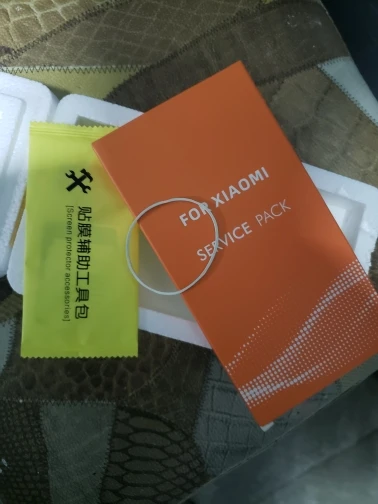 贴膜辅助工具包
[Screen protector accessories]
FOR XIAOMI
SERVICE PACK